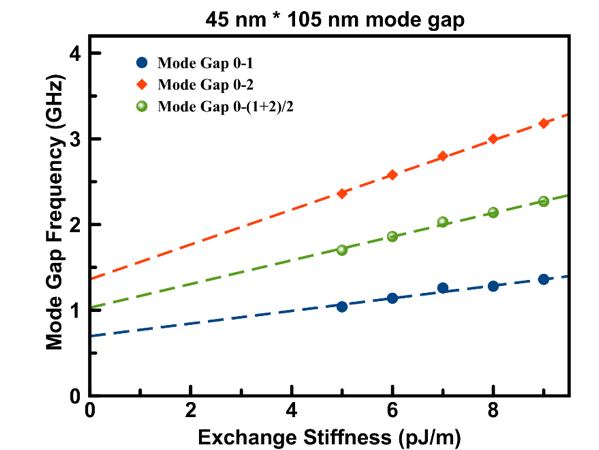 45 nm * 105 nm mode gap
Mode Gap 0-1
Mode Gap 0-2
Mode Gap 0-(1+2)/2
Mode Gap Frequency (GHz)
4
3
2
1
0
0 2 4 6 8
Exchange Stiffness (pJ/m)